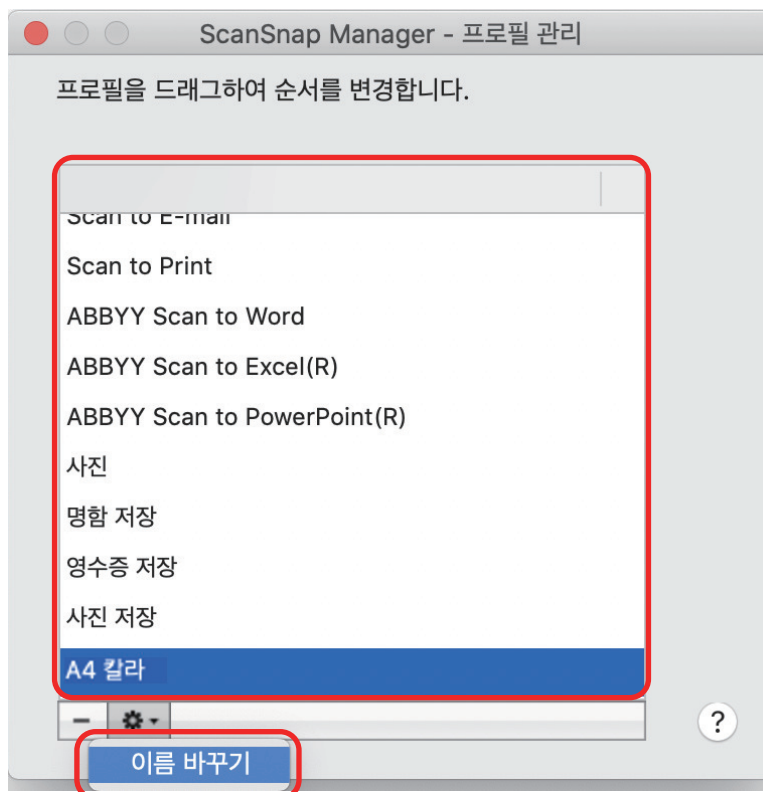 ScanSnap Manager - 프로필 관리
프로필을 드래그하여 순서를 변경합니다.
Scan to E-mail
Scan to Print
ABBYY Scan to Word
ABBYY Scan to Excel(R)
ABBYY Scan to PowerPoint(R)
사진
명함 저장
영수증 저장
사진 저장
A4 칼라
?
이름 바꾸기